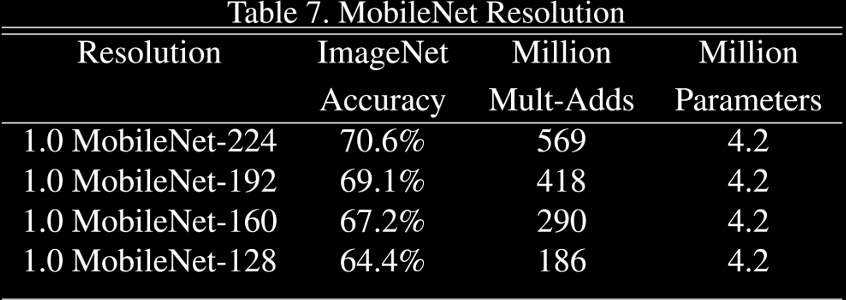 Table 7. MobileNet Resolution
Resolution ImageNet Million Million
Accuracy Mult-Adds Parameters
1.0 MobileNet-224 70.6% 569 4.2
1.0 MobileNet-192 69.1% 418 4.2
1.0 MobileNet-160 67.2% 290 4.2
1.0 MobileNet-128 64.4% 186 4.2